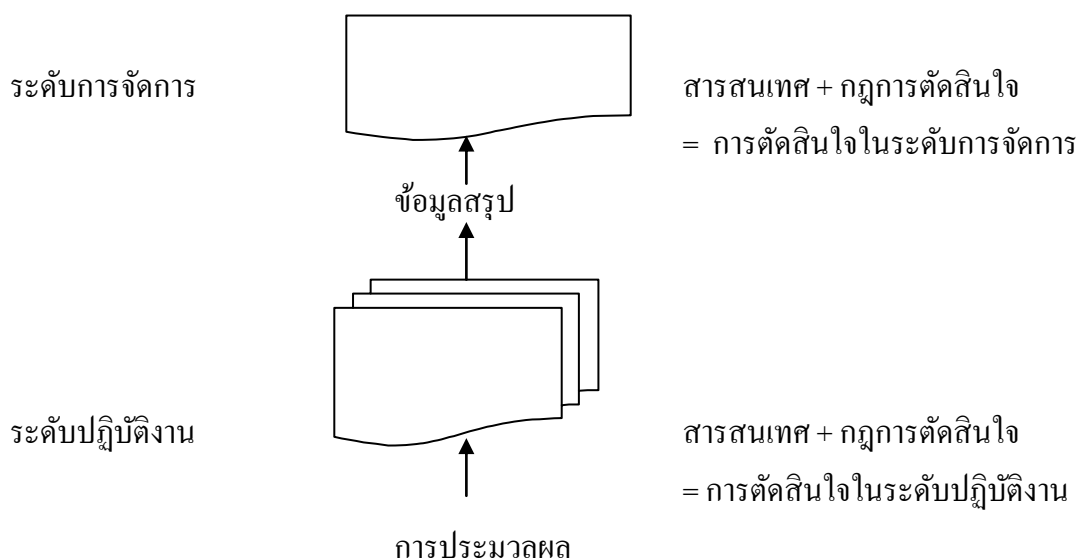 ระดับการจัดการ
สารสนเทศ + กฎการตัดสินใจ
= การตัดสินใจในระดับการจัดการ
ข้อมูลสรุป
ระดับปฏิบัติงาน
สารสนเทศ + กฎการตัดสินใจ
= การตัดสินใจในระดับปฏิบัติงาน
การประมวลผล